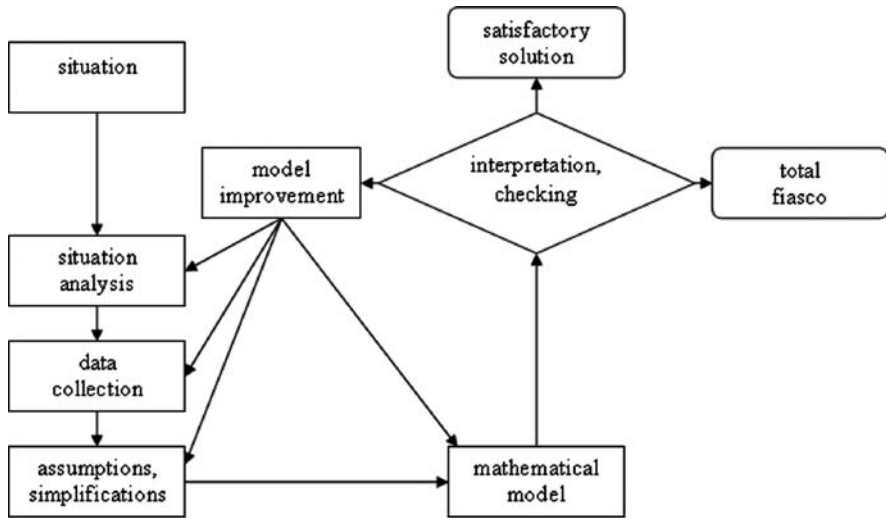 satisfactory
solution
situation
model
improvement
interpretation,
checking
total
fiasco
situation
analysis
data
collection
assumptions,
simplifications
mathematical
model